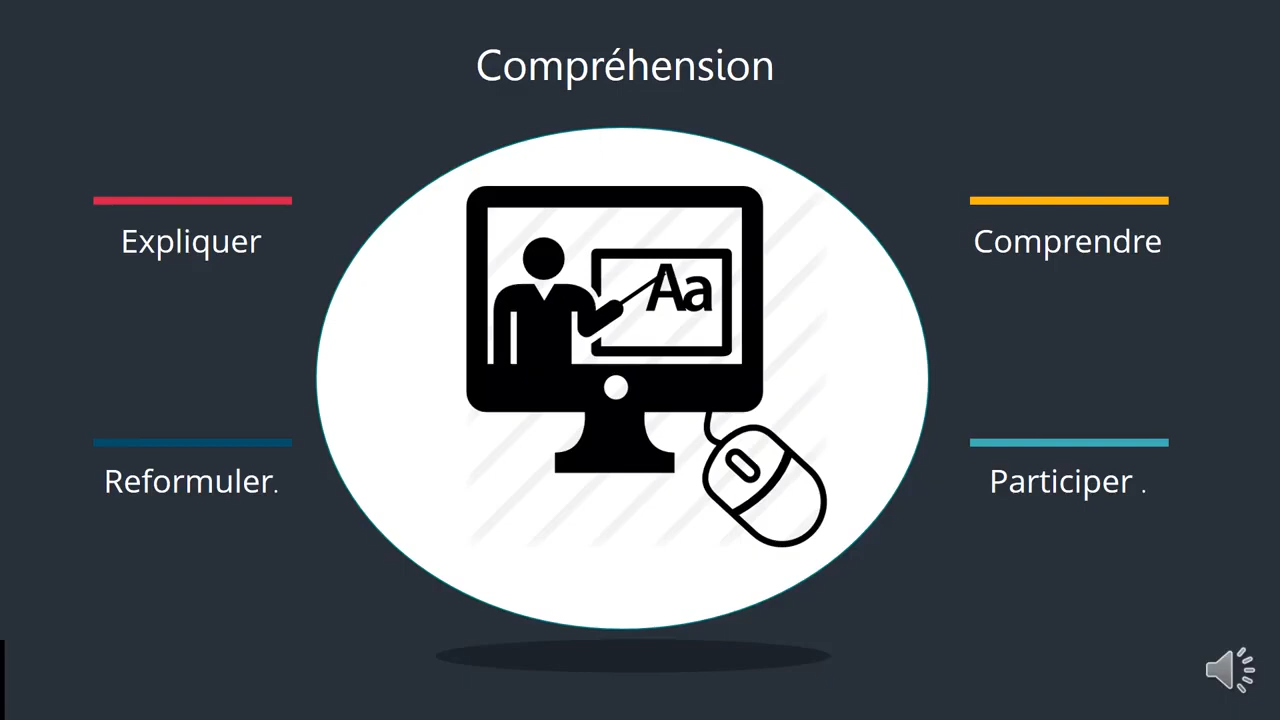 Compréhension
Expliquer
Comprendre
Aa
Reformuler.
Participer .